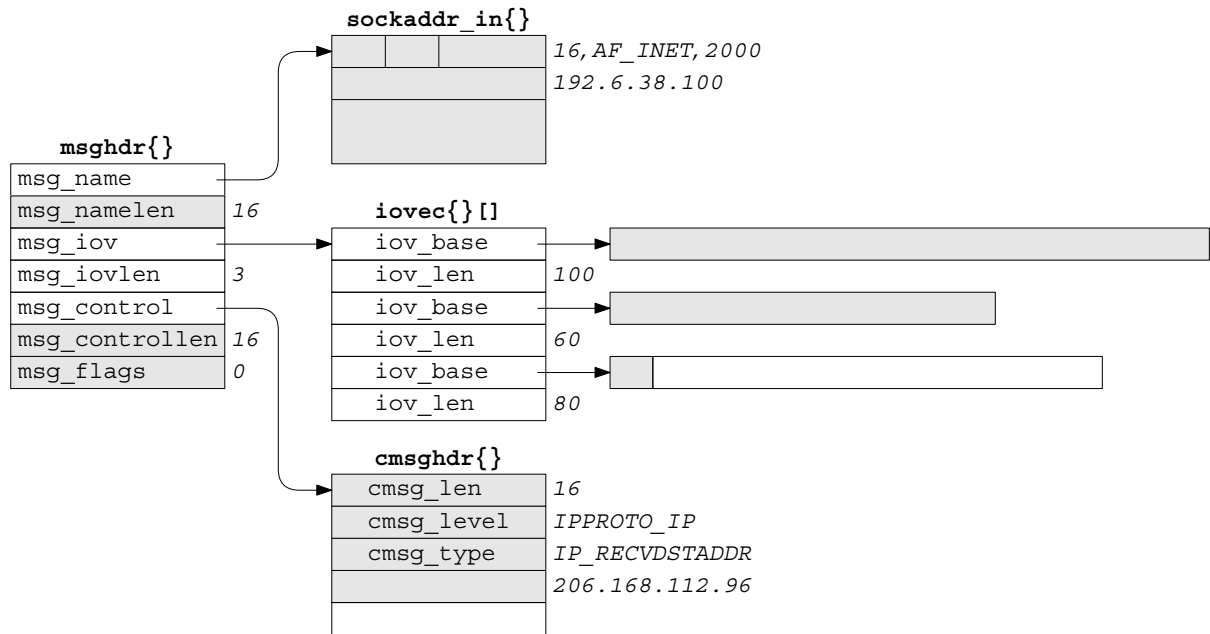 sockaddr_in{}
16, AF_INET, 2000
192.6.38.100
msghdr{}
msg_name
msg_namelen 16
msg_iov
msg_iovlen 3
msg_control
msg_controllen 16
msg_flags 0
iovec{}[]
iov_base
iov_len 100
iov_base
iov_len 60
iov_base
iov_len 80
cmsghdr{}
cmsg_len 16
cmsg_level IPPROTO_IP
cmsg_type IP_RECVDSTADDR
206.168.112.96